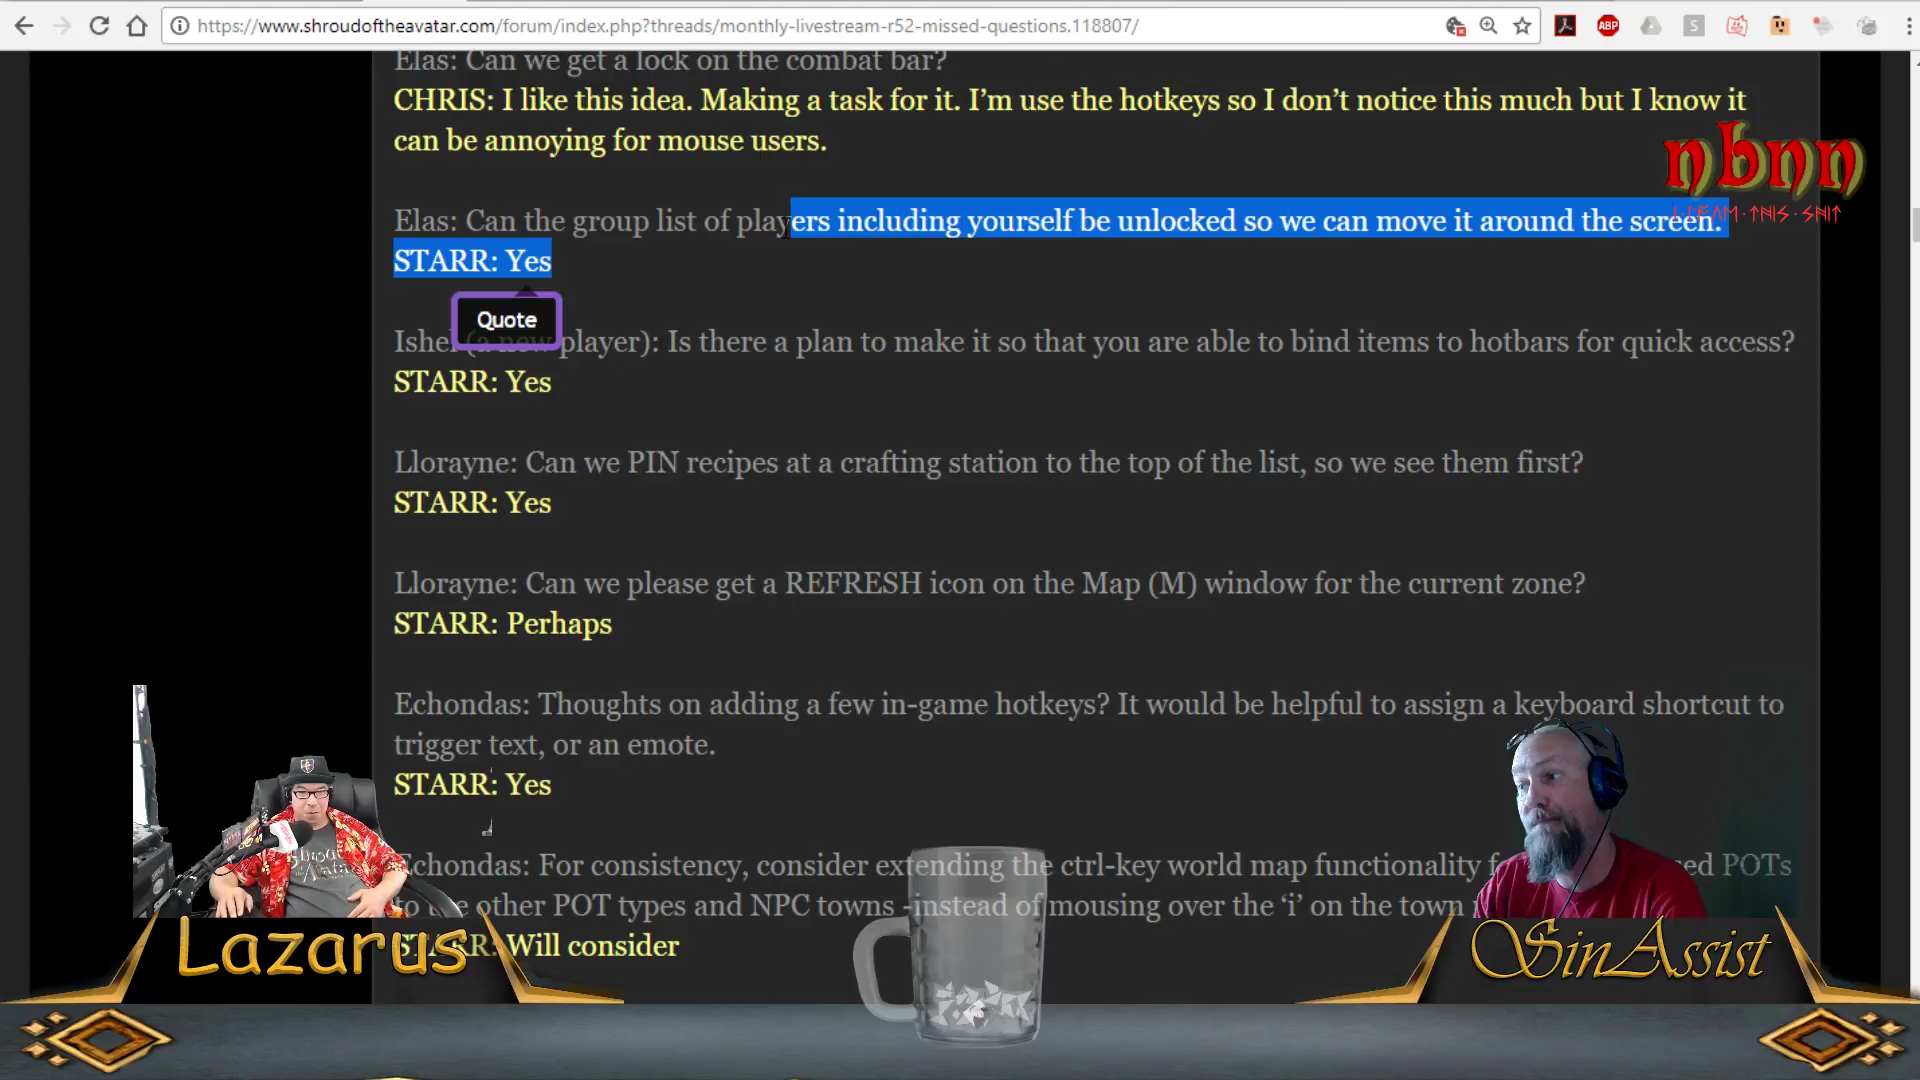 https://www.shroudoftheavatar.com/forum/index.php?threads/monthly-livestream-r52-missed-questions.118807/
ABP
S
Elas: Can we get a lock on the combat bar?
CHRIS: I like this idea. Making a task for it. I’m use the hotkeys so I don’t notice this much but I know it
can be annoying for mouse users.
nbnn
Elas: Can the group list of players including yourself be unlocked so we can move it around the screen.
STARR: Yes
Quote
Ishel (a new player): Is there a plan to make it so that you are able to bind items to hotbars for quick access?
STARR: Yes
Llorayne: Can we PIN recipes at a crafting station to the top of the list, so we see them first?
STARR: Yes
Llorayne: Can we please get a REFRESH icon on the Map (M) window for the current zone?
STARR: Perhaps
Echondas: Thoughts on adding a few in-game hotkeys? It would be helpful to assign a keyboard shortcut to
trigger text, or an emote.
STARR: Yes
Echondas: For consistency, consider extending the ctrl-key world map functionality POTs
to other POT types and NPC towns -instead of mousing over the ‘i’ on the town
STARR: Will consider
Lazarus
SinAssist